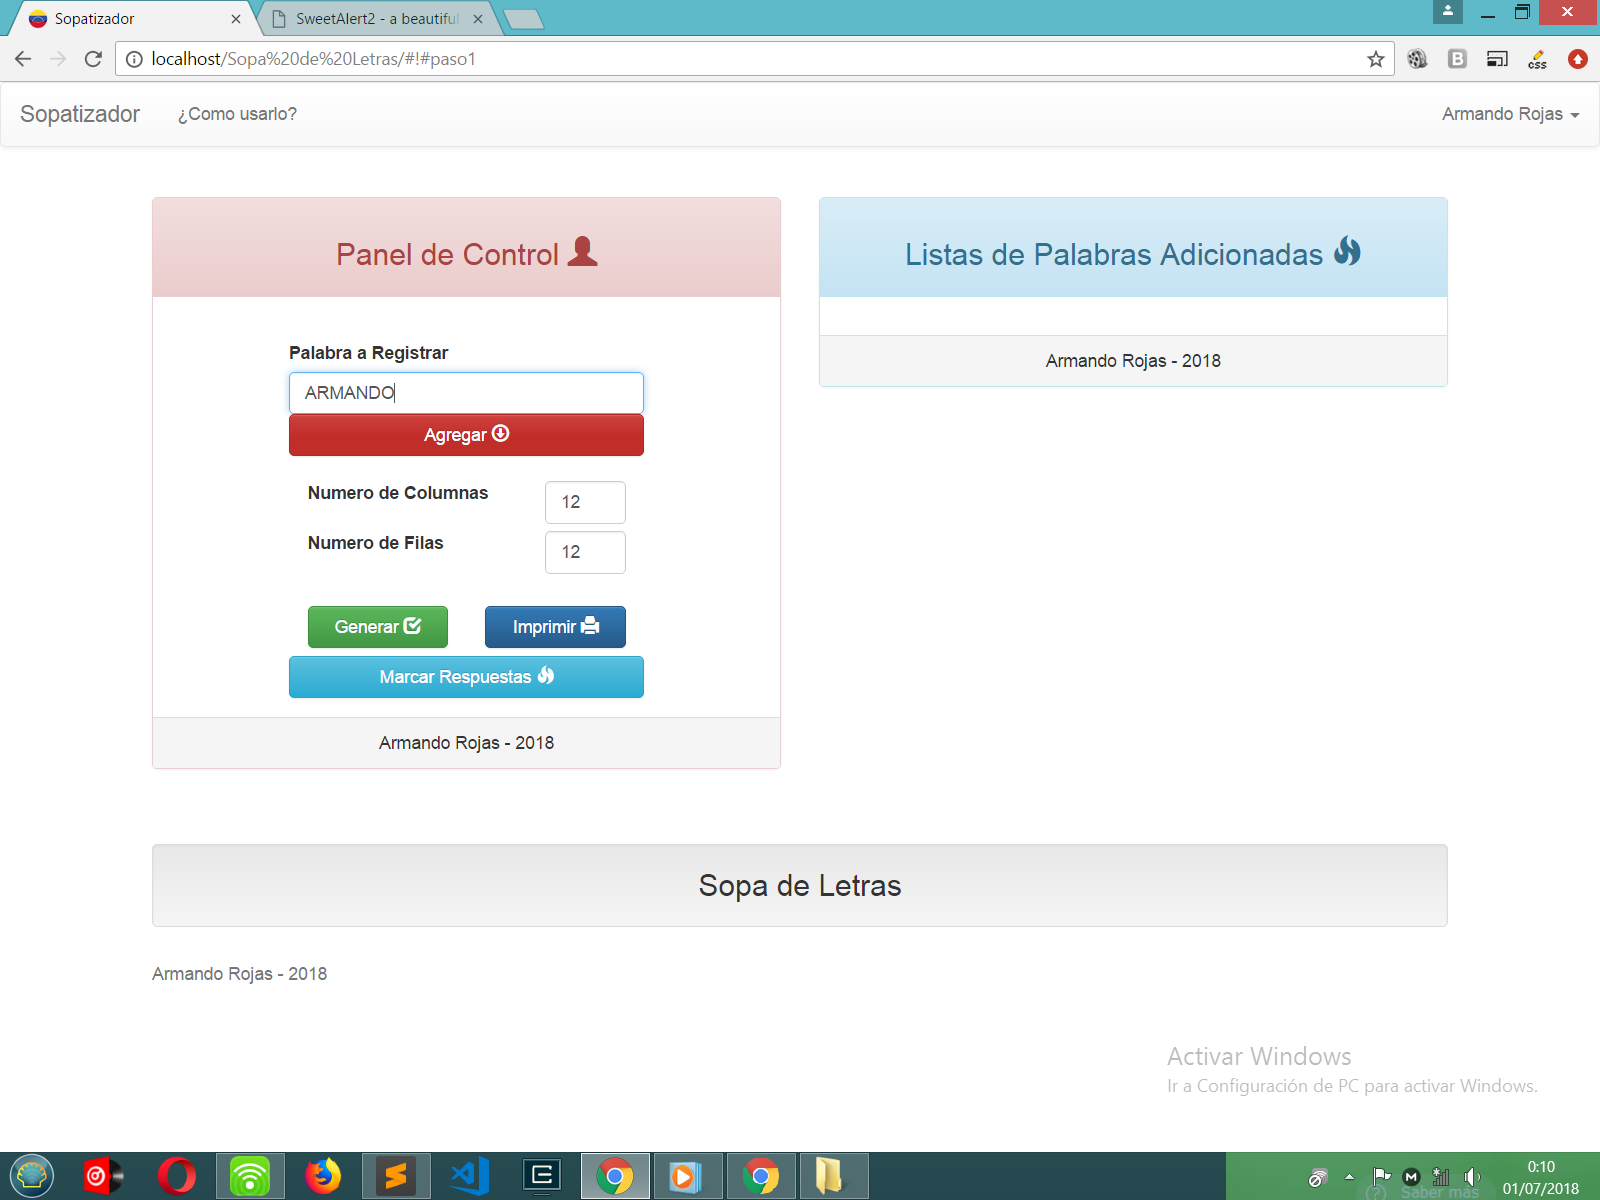 Sopatizador
SweetAlert2 - a beautiful
localhost/Sopa%20de%20Letras/#!#paso1
B
css
Sopatizador
¿Como usarlo?
Armando Rojas
Panel de Control
Listas de Palabras Adicionadas
Palabra a Registrar
ARMANDO
Agregar
Numero de Columnas
12
Numero de Filas
12
Generar
Imprimir
Marcar Respuestas
Armando Rojas - 2018
Armando Rojas - 2018
Sopa de Letras
Armando Rojas - 2018
Activar Windows
Ir a Configuración de PC para activar Windows.
0:10
01/07/2018
Saber más